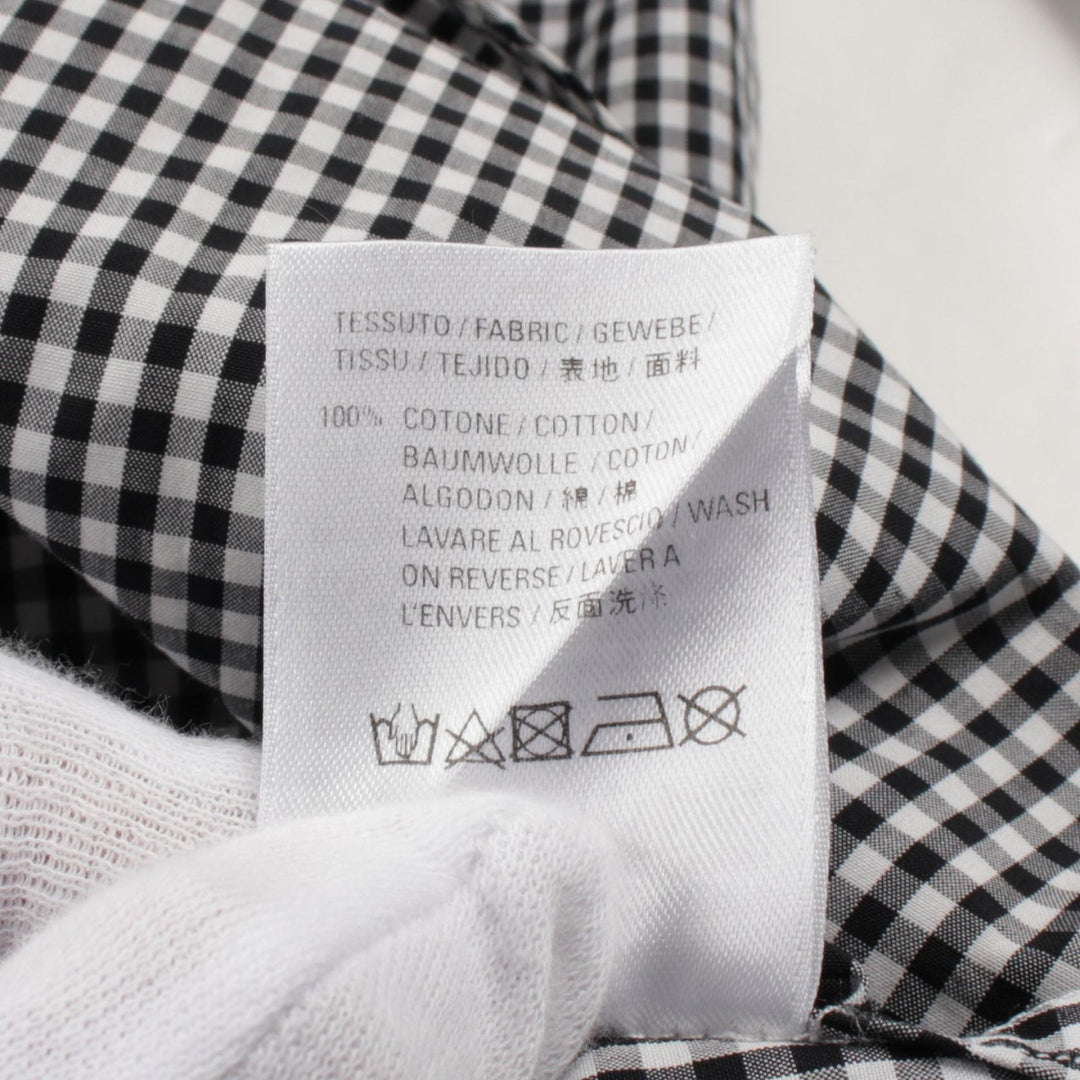 TESSUTO / FABRIC / GEWEBE /
TISSU / TEJIDO / 表地 / 面料
100% COTONE / COTTON /
BAUMWOLLE / COTON /
ALGODON / 綿 / 棉
LAVARE AL ROVESCIO / WASH
ON REVERSE / LAVER A
L'ENVERS / 反面洗涤